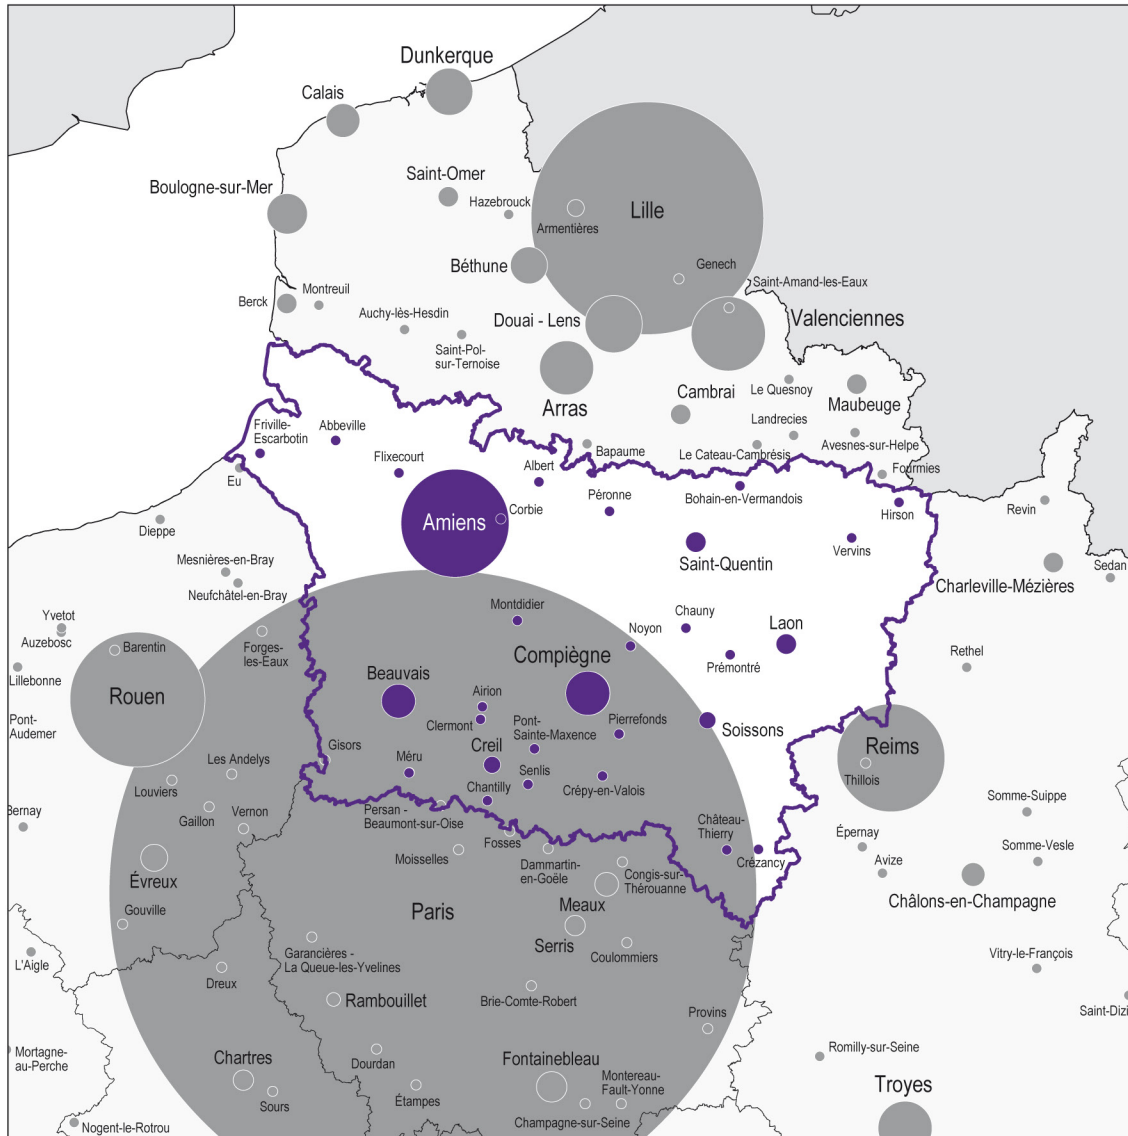 Dunkerque
Calais
Saint-Omer
Boulogne-sur-Mer
Hazebrouck
Lille
Armentières
Béthune
Genech
Saint-Amand-les-Eaux
Montreuil
Berck
Auchy-lès-Hesdin
Douai - Lens
Valenciennes
Saint-Pol-
sur-Ternoise
Arras
Cambrai
Le Quesnoy
Maubeuge
Landrecies
Friville-
Escarbotin
Abbeville
Avesnes-sur-Helpe
Bapaume
Le Cateau-Cambrésis
Flixecourt
Albert
Fourmies
Eu
Péronne
Bohain-en-Vermandois
Amiens
Corbie
Hirson
Revin
Dieppe
Vervins
Mesnières-en-Bray
Saint-Quentin
Sedan
Neufchâtel-en-Bray
Charleville-Mézières
Montdidier
Chauny
Yvetot
Laon
Auzebosc
Barentin
Forges-
les-Eaux
Noyon
Compiègne
Prémontré
Rethel
Lillebonne
Beauvais
Rouen
Airion
Clermont
Pont-
Sainte-Maxence
Pierrefonds
Pont-
Audemer
Soissons
Gisors
Creil
Reims
Les Andelys
Méru
Senlis
Thillois
Louviers
Chantilly
Crépy-en-Valois
Gaillon
Vernon
Persan -
Beaumont-sur-Oise
Somme-Suippe
Bernay
Château-
Thierry
Épernay
Fosses
Moisselles
Dammartin-
en-Goële
Crézancy
Somme-Vesle
Avize
Congis-sur-
Thérouanne
Évreux
Châlons-en-Champagne
Meaux
Gouville
Paris
Serris
Garancières -
La Queue-les-Yvelines
Coulommiers
L'Aigle
Vitry-le-François
Dreux
Rambouillet
Brie-Comte-Robert
Provins
Saint-Dizi
Mortagne-
au-Perche
Romilly-sur-Seine
Chartres
Dourdan
Fontainebleau
Montereau-
Fault-Yonne
Troyes
Sours
Étampes
Champagne-sur-Seine
Nogent-le-Rotrou